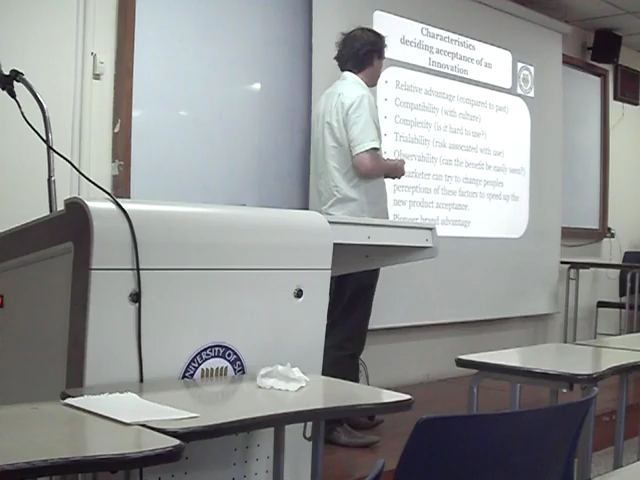 Characteristics
deciding acceptance of an
Innovation
• Relative advantage (compared to past)
• Compatibility (with culture)
• Complexity (is it hard to use?)
• Trialability (risk associated with use)
Observability (can the benefit be easily seen?)
marketer can try to change peoples
perceptions of these factors to speed up the
new product acceptance.
Pioneer brand advantage
UNIVERSITY OF